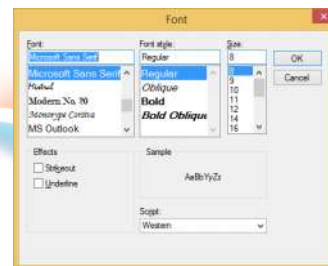 Font
Font: Font style: Size:
Microsoft Sans Serif Regular 8 OK
Microsoft Sans Serif Regular 8 Cancel
Mistral Oblique 9
Modern No. 20 Bold 10
Monotype Corsiva Bold Oblique 11
MS Outlook 12
14
16
Effects Sample
Strikeout AaBbYyZz
Underline
Script:
Western